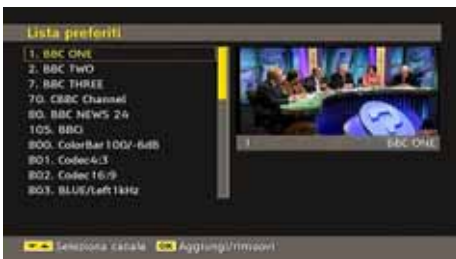 Lista preferiti
1. BBC ONE
2. BBC TWO
7. BBC THREE
70. CBBC Channel
80. BBC NEWS 24
105. BBCi
800. ColorBar100/-6dB
801. Codec4:3
802. Codec16:9
803. BLUE/Left1kHz
1 BBC ONE
Seleziona canale OK Aggiungi/rimuovi